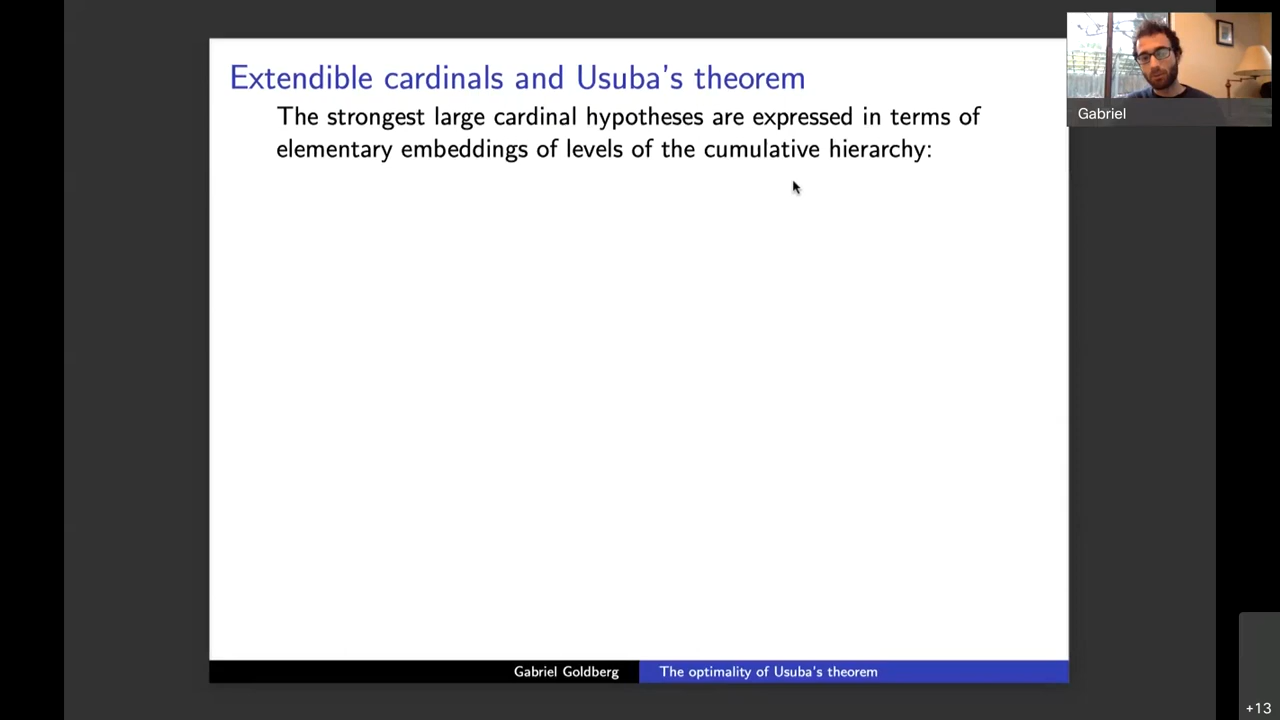 Extendible cardinals and Usuba's theorem
The strongest large cardinal hypotheses are expressed in terms of
elementary embeddings of levels of the cumulative hierarchy:
Gabriel
Gabriel Goldberg
The optimality of Usuba's theorem
+13